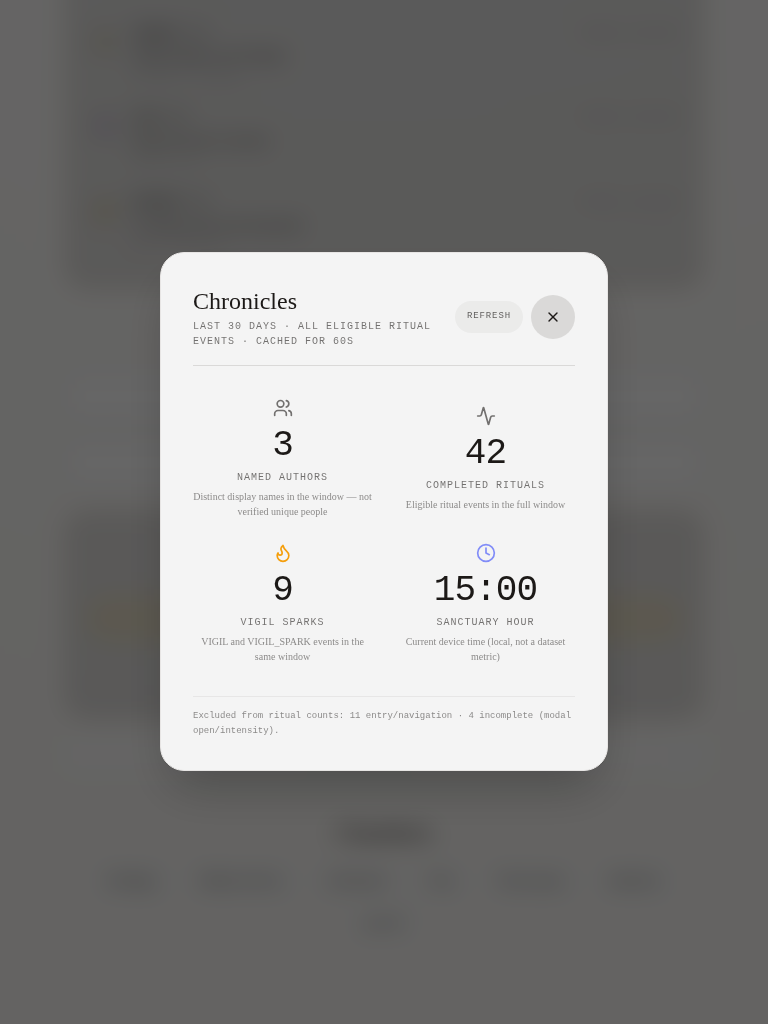 Chronicles
LAST 30 DAYS · ALL ELIGIBLE RITUAL
EVENTS · CACHED FOR 60S
REFRESH
3
NAMED AUTHORS
Distinct display names in the window — not
verified unique people
42
COMPLETED RITUALS
Eligible ritual events in the full window
9
VIGIL SPARKS
VIGIL and VIGIL_SPARK events in the
same window
15:00
SANCTUARY HOUR
Current device time (local, not a dataset
metric)
Excluded from ritual counts: 11 entry/navigation · 4 incomplete (modal
open/intensity).